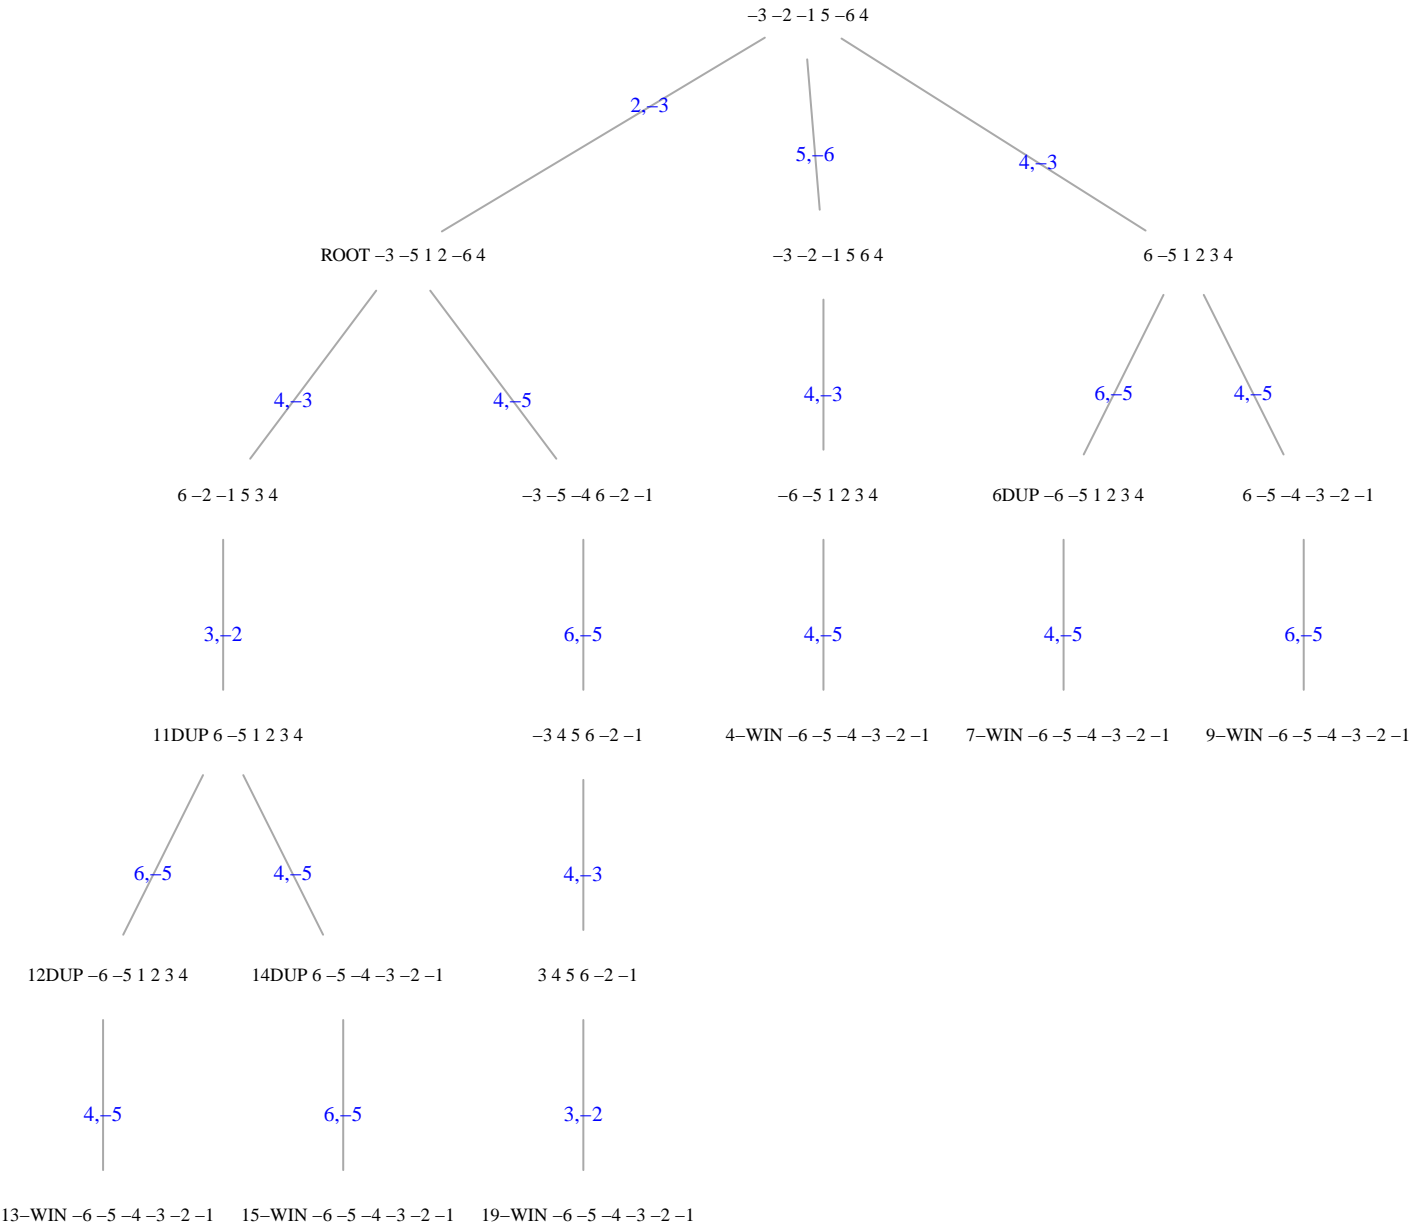 –3 –2 –1 5 –6 4
2,–3
5,–6
4,–3
ROOT –3 –5 1 2 –6 4
–3 –2 –1 5 6 4
6 –5 1 2 3 4
4,–3
4,–5
4,–3
6,–5
4,–5
6 –2 –1 5 3 4
–3 –5 –4 6 –2 –1
–6 –5 1 2 3 4
6DUP –6 –5 1 2 3 4
6 –5 –4 –3 –2 –1
3,–2
6,–5
4,–5
4,–5
6,–5
11DUP 6 –5 1 2 3 4
–3 4 5 6 –2 –1
4–WIN –6 –5 –4 –3 –2 –1
7–WIN –6 –5 –4 –3 –2 –1
9–WIN –6 –5 –4 –3 –2 –1
6,–5
4,–5
4,–3
12DUP –6 –5 1 2 3 4
14DUP 6 –5 –4 –3 –2 –1
3 4 5 6 –2 –1
4,–5
6,–5
3,–2
13–WIN –6 –5 –4 –3 –2 –1
15–WIN –6 –5 –4 –3 –2 –1
19–WIN –6 –5 –4 –3 –2 –1